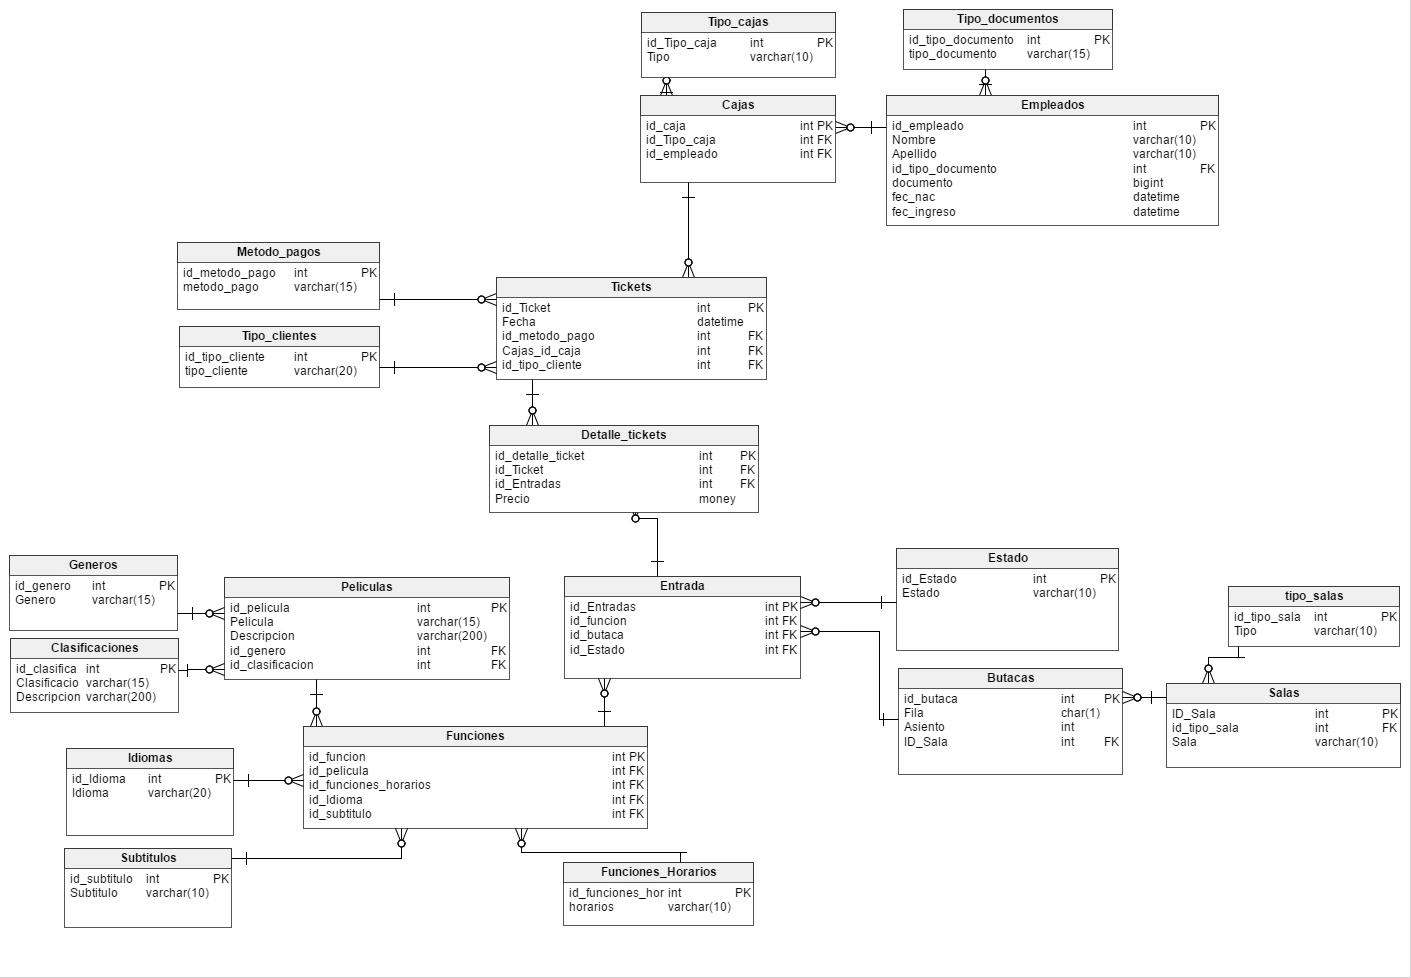 Tipo_cajas
id_Tipo_caja int PK
Tipo varchar(10)
Tipo_documentos
id_tipo_documento int PK
tipo_documento varchar(15)
Cajas
id_caja int PK
id_Tipo_caja int FK
id_empleado int FK
Empleados
id_empleado int PK
Nombre varchar(10)
Apellido varchar(10)
id_tipo_documento int FK
documento bigint
fec_nac datetime
fec_ingreso datetime
Metodo_pagos
id_metodo_pago int PK
metodo_pago varchar(15)
Tipo_clientes
id_tipo_cliente int PK
tipo_cliente varchar(20)
Tickets
id_Ticket int PK
Fecha datetime
id_metodo_pago int FK
Cajas_id_caja int FK
id_tipo_cliente int FK
Detalle_tickets
id_detalle_ticket int PK
id_Ticket int FK
id_Entradas int FK
Precio money
Generos
id_genero int PK
Genero varchar(15)
Clasificaciones
id_clasifica int PK
Clasificacio varchar(15)
Descripcion varchar(200)
Peliculas
id_pelicula int PK
Pelicula varchar(15)
Descripcion varchar(200)
id_genero int FK
id_clasificacion int FK
Entrada
id_Entradas int PK
id_funcion int FK
id_butaca int FK
id_Estado int FK
Estado
id_Estado int PK
Estado varchar(10)
tipo_salas
id_tipo_sala int PK
Tipo varchar(10)
Butacas
id_butaca int PK
Fila char(1)
Asiento int
ID_Sala int FK
Salas
ID_Sala int PK
id_tipo_sala int FK
Sala varchar(10)
Idiomas
id_Idioma int PK
Idioma varchar(20)
Funciones
id_funcion int PK
id_pelicula int FK
id_funciones_horarios int FK
id_Idioma int FK
id_subtitulo int FK
Subtitulos
id_subtitulo int PK
Subtitulo varchar(10)
Funciones_Horarios
id_funciones_hor int PK
horarios varchar(10)